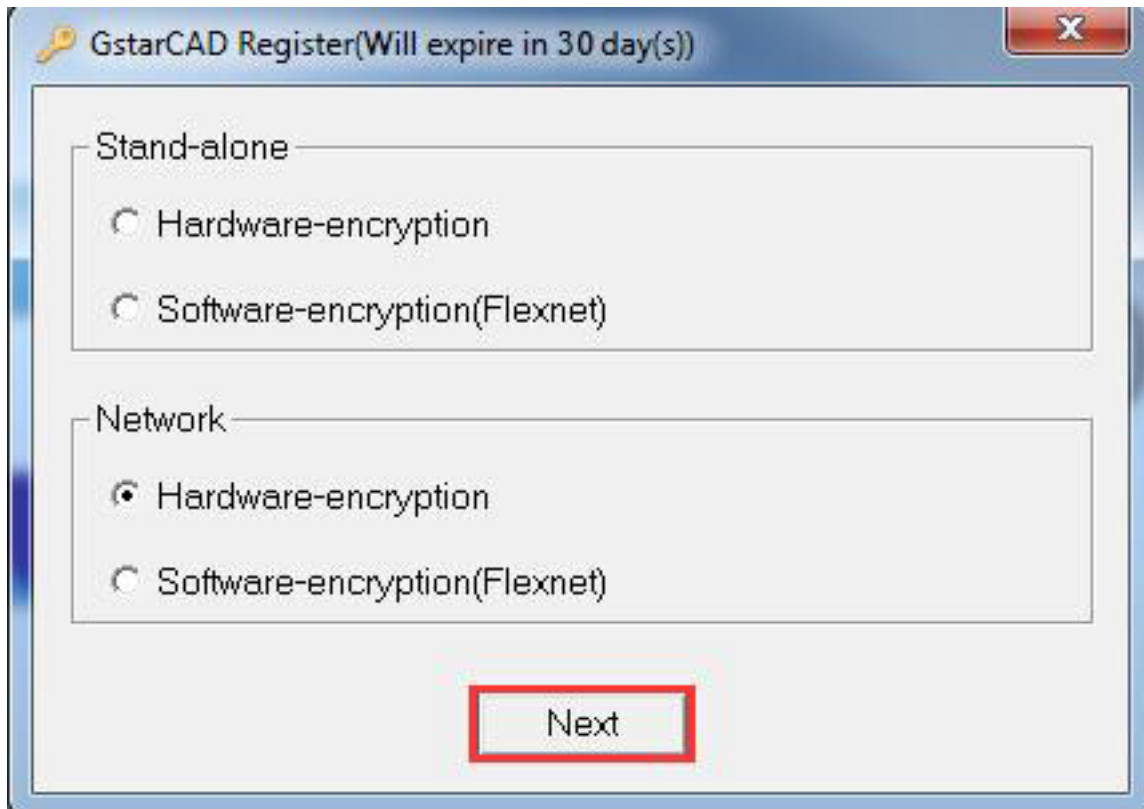 GstarCAD Register(Will expire in 30 day(s))
Stand-alone
Hardware-encryption
Software-encryption(Flexnet)
Network
Hardware-encryption
Software-encryption(Flexnet)
Next